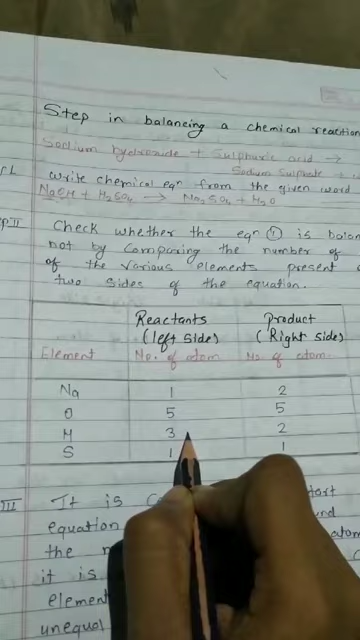 Step in balancing a chemical reaction
Sodium hydroxide + Sulphuric acid →
Sodium Sulphate +
write chemical eqn from the given word
NaOH + H₂SO₄ → Na₂SO₄ + H₂O
II Check whether the eqn ① is balan
not by comparing the number of
of the various elements present
two sides of the equation.
Reactants Product
(left side) (Right side)
Element No. of atom No. of atom
Na 1 2
O 5 5
H 3 2
S 1 1
III It is
equation
the atom
it is
element
unequal